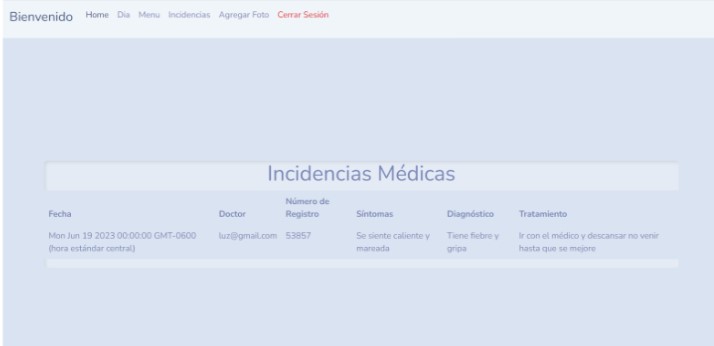 Bienvenido Home Dia Menu Incidencias Agregar Foto Cerrar Sesión
Incidencias Médicas
Fecha Doctor Número de Registro Síntomas Diagnóstico Tratamiento
Mon Jun 19 2023 00:00:00 GMT-0600 luz@gmail.com 53857 Se siente caliente y Tiene fiebre y Ir con el médico y descansar no venir
(hora estándar central) mareada gripa hasta que se mejore